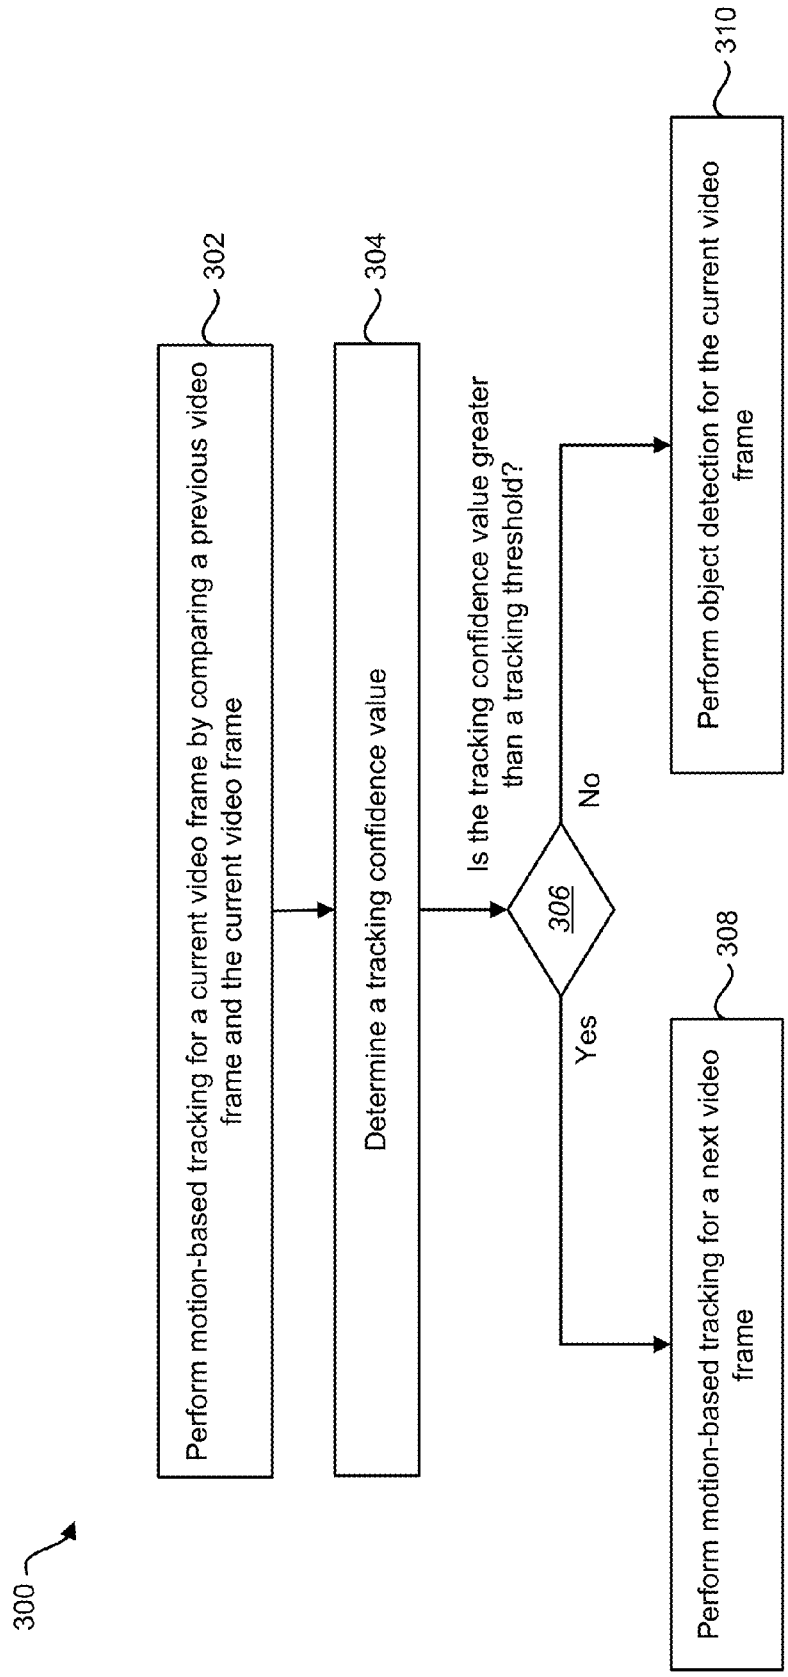 300
302
Perform motion-based tracking for a current video frame by comparing a previous video
frame and the current video frame
304
Determine a tracking confidence value
Is the tracking confidence value greater
than a tracking threshold?
306
Yes
No
308
Perform motion-based tracking for a next video
frame
310
Perform object detection for the current video
frame